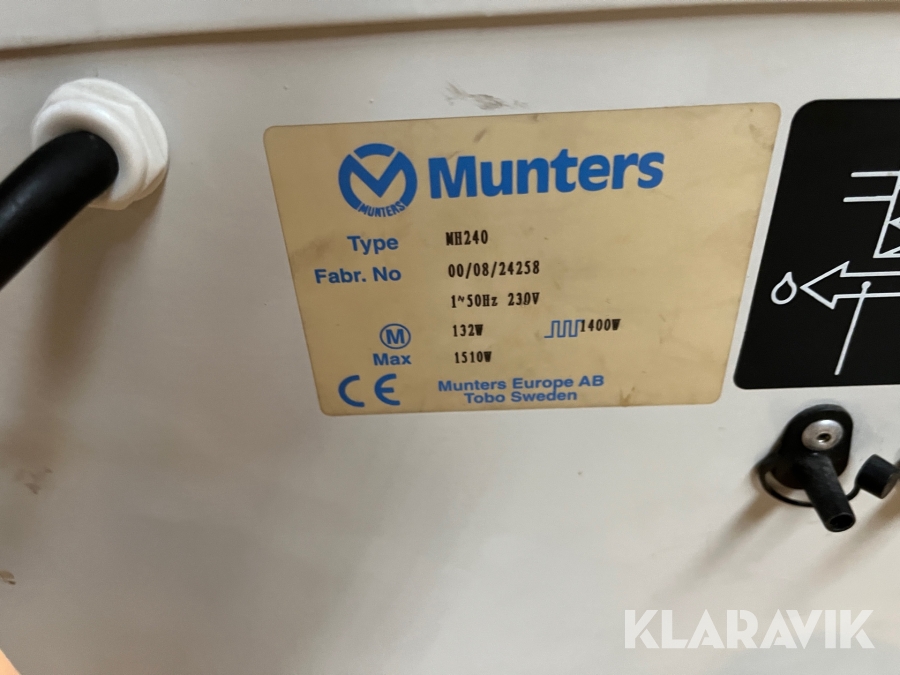 Munters
MUNTERS
Type MH240
Fabr. No 00/08/24258
1~50Hz 230V
M 132W 1400W
Max 1510W
CE Munters Europe AB
Tobo Sweden
KLARAVIK